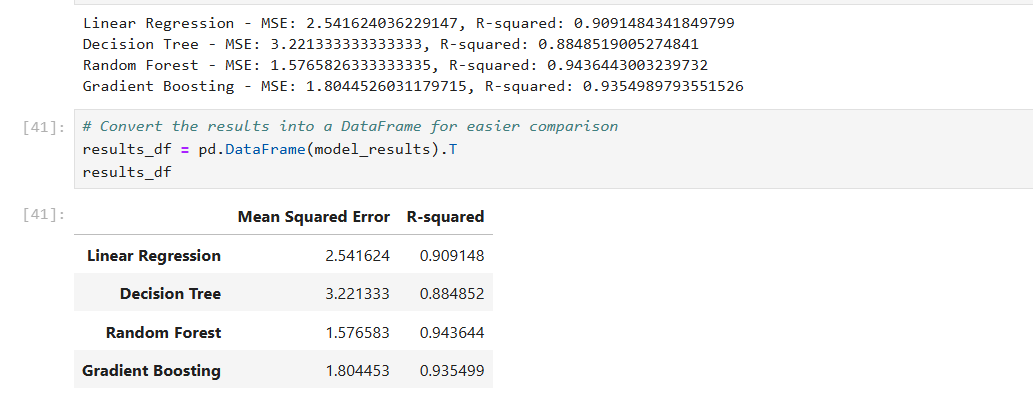 Linear Regression - MSE: 2.541624036229147, R-squared: 0.9091484341849799
Decision Tree - MSE: 3.221333333333333, R-squared: 0.8848519005274841
Random Forest - MSE: 1.5765826333333335, R-squared: 0.9436443003239732
Gradient Boosting - MSE: 1.8044526031179715, R-squared: 0.9354989793551526
[41]: # Convert the results into a DataFrame for easier comparison
results_df = pd.DataFrame(model_results).T
results_df
[41]:
Mean Squared Error R-squared
Linear Regression 2.541624 0.909148
Decision Tree 3.221333 0.884852
Random Forest 1.576583 0.943644
Gradient Boosting 1.804453 0.935499